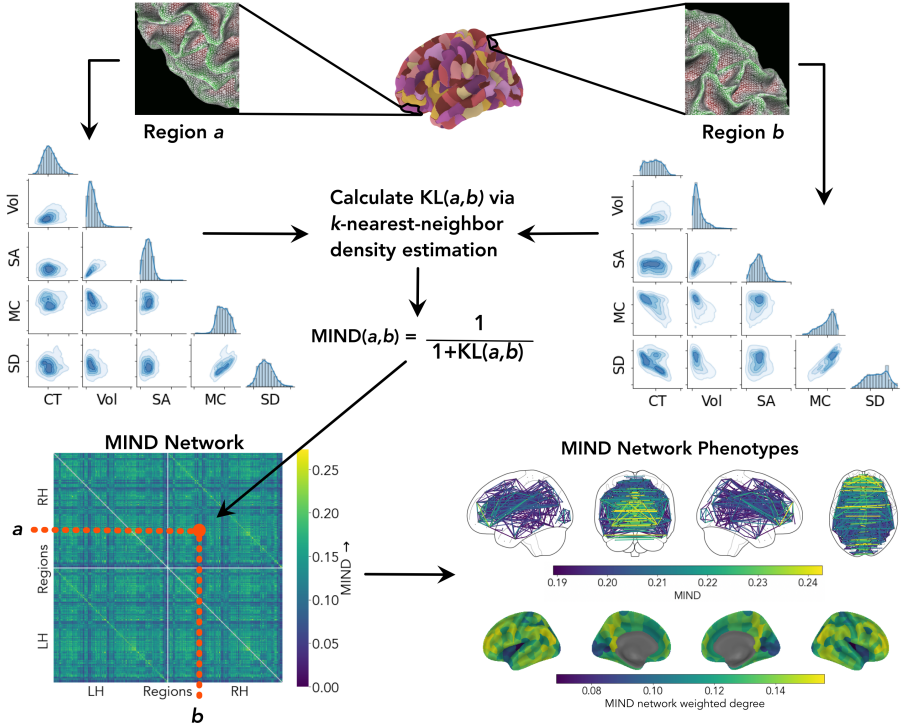 Region a
Region b
Vol
SA
MC
SD
CT
Vol
SA
MC
SD
Calculate KL(a,b) via
k-nearest-neighbor
density estimation
MIND(a,b) = 1
1+KL(a,b)
Vol
SA
MC
SD
CT
Vol
SA
MC
SD
MIND Network
RH
a
Regions
LH
LH
Regions
RH
b
0.25
0.20
0.15
0.10
0.05
0.00
MIND→
MIND Network Phenotypes
0.19
0.20
0.21
0.22
0.23
0.24
MIND
0.08
0.10
0.12
0.14
MIND network weighted degree